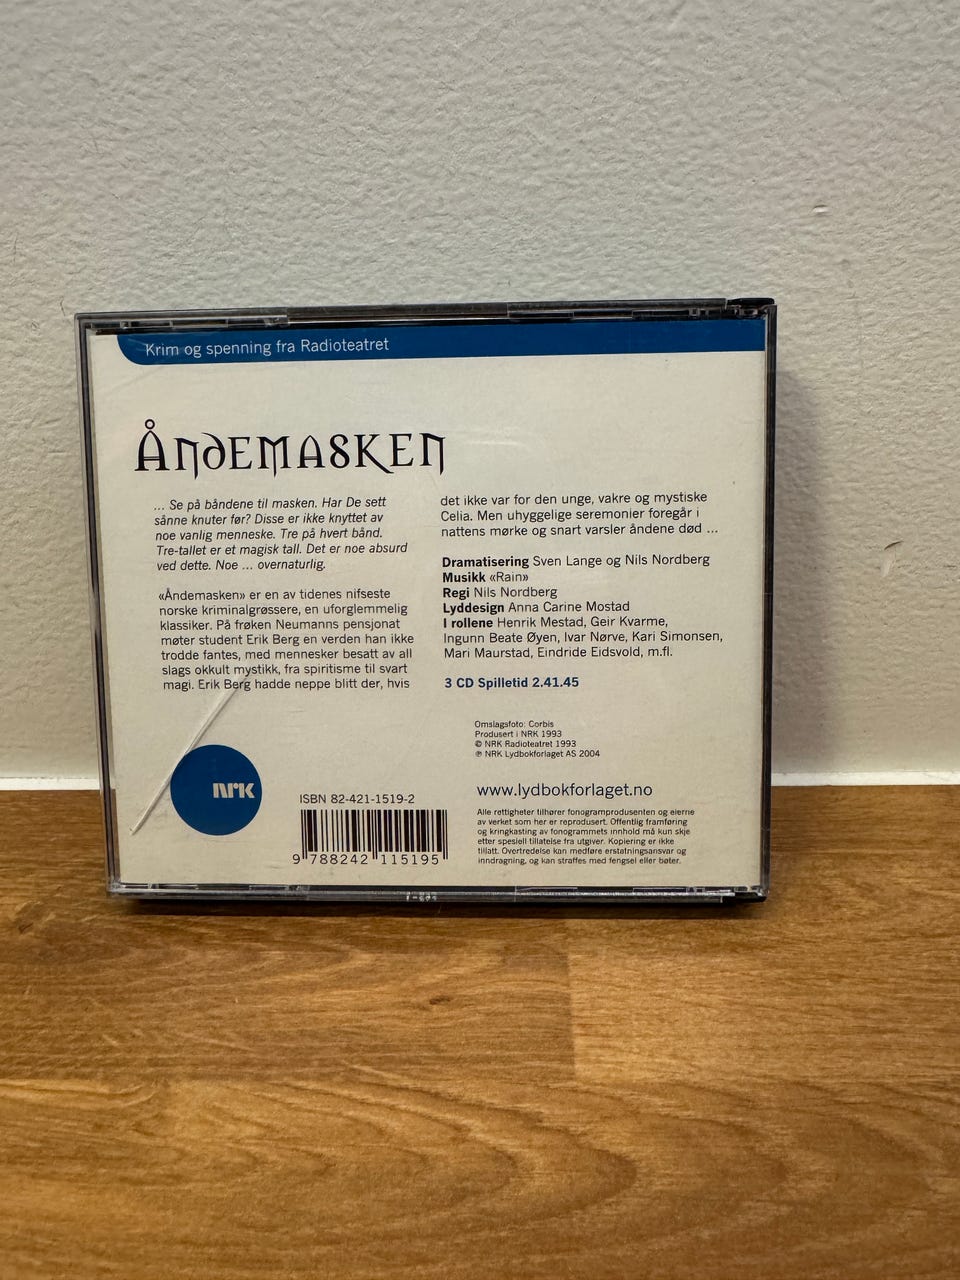 Krim og spenning fra Radioteatret
ÅNDEMASKEN
... Se på båndene til masken. Har De sett
sånne knuter før? Disse er ikke knyttet av
noe vanlig menneske. Tre på hvert bånd.
Tre-tallet er et magisk tall. Det er noe absurd
ved dette. Noe ... overnaturlig.
«Åndemasken» er en av tidenes nifseste
norske kriminalgrøssere, en uforglemmelig
klassiker. På frøken Neumanns pensjonat
møter student Erik Berg en verden han ikke
trodde fantes, med mennesker besatt av all
slags okkult mystikk, fra spiritisme til svart
magi. Erik Berg hadde neppe blitt der, hvis
det ikke var for den unge, vakre og mystiske
Celia. Men uhyggelige seremonier foregår i
nattens mørke og snart varsler åndene død ...
Dramatisering Sven Lange og Nils Nordberg
Musikk «Rain»
Regi Nils Nordberg
Lyddesign Anna Carine Mostad
I rollene Henrik Mestad, Geir Kvarme,
Ingunn Beate Øyen, Ivar Nørve, Kari Simonsen,
Mari Maurstad, Eindride Eidsvold, m.fl.
3 CD Spilletid 2.41.45
Omslagsfoto: Corbis
Produsert i NRK 1993
© NRK Radioteatret 1993
℗ NRK Lydbokforlaget AS 2004
www.lydbokforlaget.no
Alle rettigheter tilhører fonogramprodusenten og eierne
av verket som her er reprodusert. Offentlig framføring
og kringkasting av fonogrammets innhold må kun skje
etter spesiell tillatelse fra utgiver. Kopiering er ikke
tillatt. Overtredelse kan medføre erstatningsansvar og
inndragning, og kan straffes med fengsel eller bøter.
NRK
ISBN 82-421-1519-2
9 788242 115195